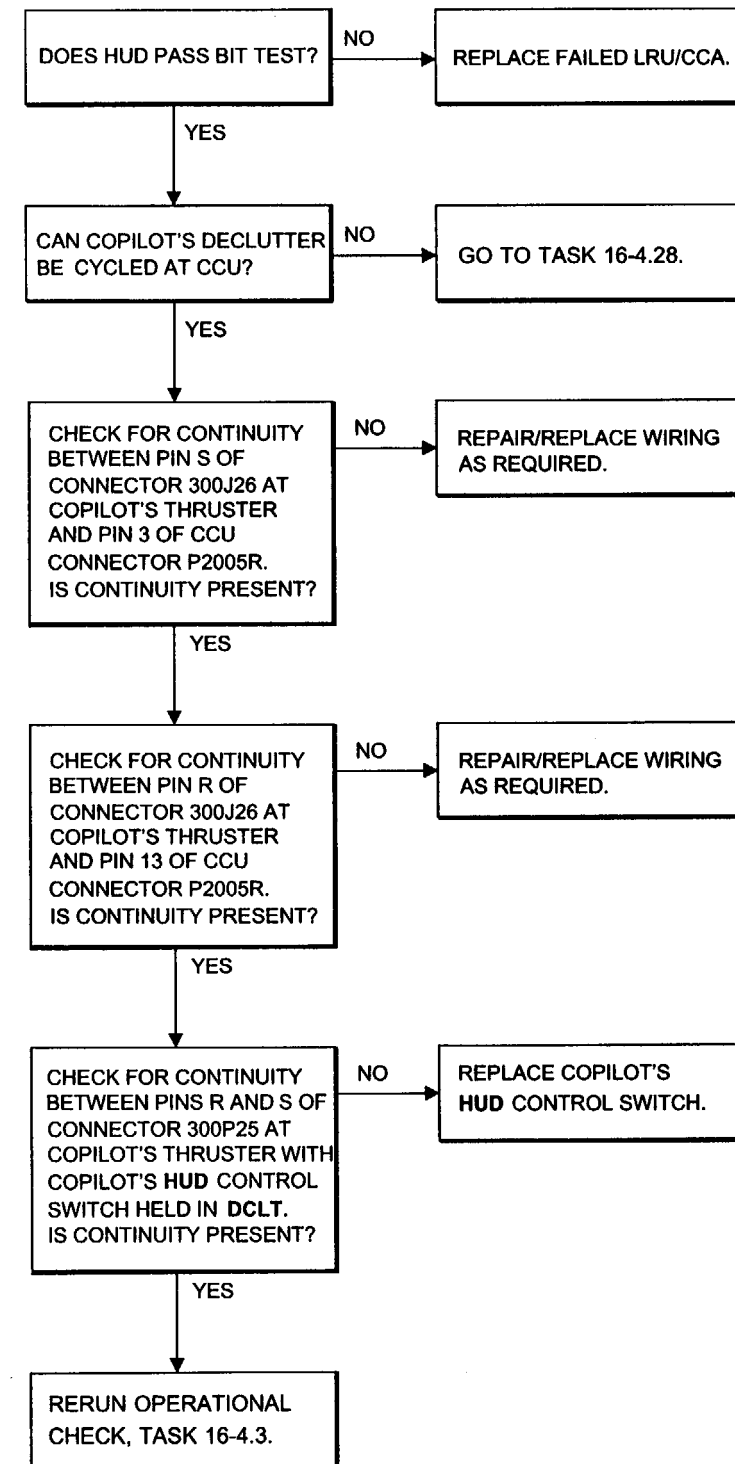 DOES HUD PASS BIT TEST?
NO
REPLACE FAILED LRU/CCA.
YES
CAN COPILOT'S DECLUTTER
BE CYCLED AT CCU?
NO
GO TO TASK 16-4.28.
YES
CHECK FOR CONTINUITY
BETWEEN PIN S OF
CONNECTOR 300J26 AT
COPILOT'S THRUSTER
AND PIN 3 OF CCU
CONNECTOR P2005R.
IS CONTINUITY PRESENT?
NO
REPAIR/REPLACE WIRING
AS REQUIRED.
YES
CHECK FOR CONTINUITY
BETWEEN PIN R OF
CONNECTOR 300J26 AT
COPILOT'S THRUSTER
AND PIN 13 OF CCU
CONNECTOR P2005R.
IS CONTINUITY PRESENT?
NO
REPAIR/REPLACE WIRING
AS REQUIRED.
YES
CHECK FOR CONTINUITY
BETWEEN PINS R AND S OF
CONNECTOR 300P25 AT
COPILOT'S THRUSTER WITH
COPILOT'S HUD CONTROL
SWITCH HELD IN DCLT.
IS CONTINUITY PRESENT?
NO
REPLACE COPILOT'S
HUD CONTROL SWITCH.
YES
RERUN OPERATIONAL
CHECK, TASK 16-4.3.